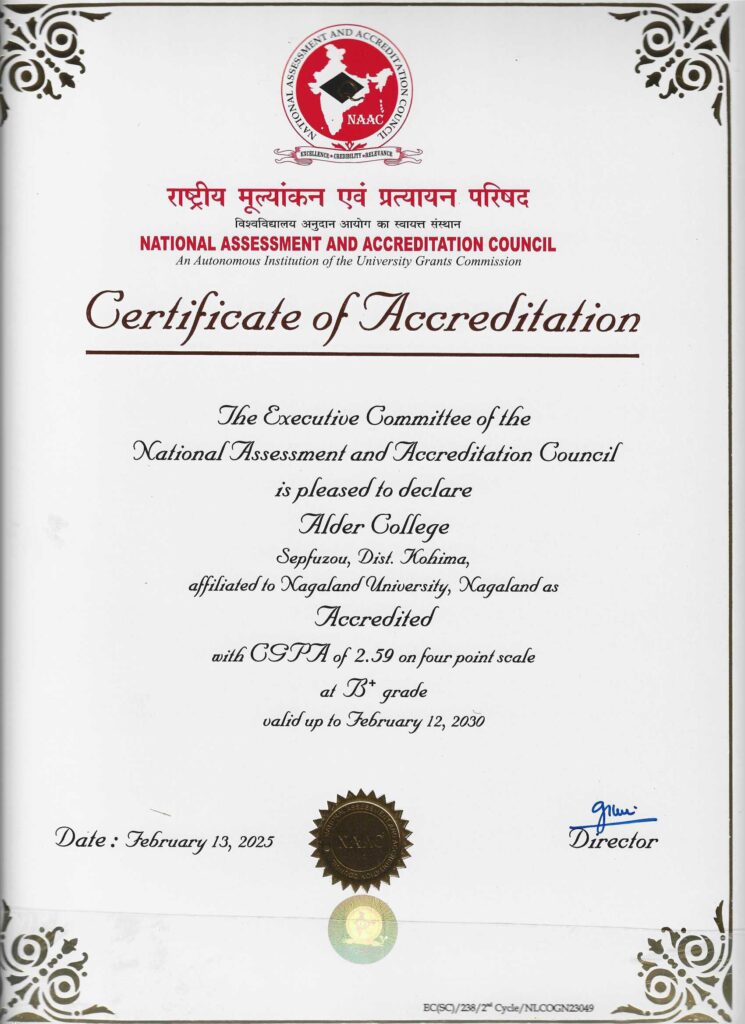 NATIONAL ASSESSMENT AND ACCREDITATION COUNCIL
NAAC
EXCELLENCE • CREDIBILITY • RELEVANCE
राष्ट्रीय मूल्यांकन एवं प्रत्यायन परिषद
विश्वविद्यालय अनुदान आयोग का स्वायत्त संस्थान
NATIONAL ASSESSMENT AND ACCREDITATION COUNCIL
An Autonomous Institution of the University Grants Commission
Certificate of Accreditation
The Executive Committee of the
National Assessment and Accreditation Council
is pleased to declare
Alder College
Sepfuzou, Dist. Kohima,
affiliated to Nagaland University, Nagaland as
Accredited
with CGPA of 2.59 on four point scale
at B⁺ grade
valid up to February 12, 2030
Date : February 13, 2025
NAAC
Director
EC(SC)/238/2ⁿᵈ Cycle/NLCOGN23049